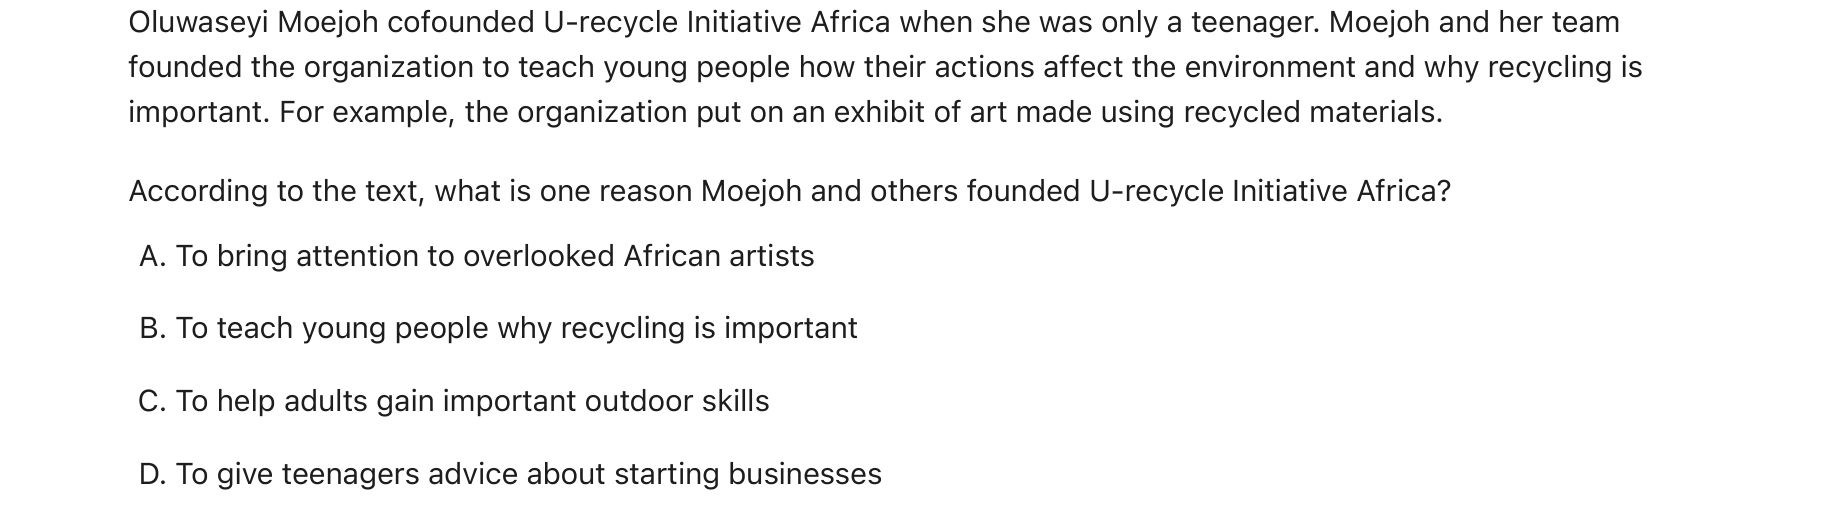 Oluwaseyi Moejoh cofounded U-recycle Initiative Africa when she was only a teenager. Moejoh and her team
founded the organization to teach young people how their actions affect the environment and why recycling is
important. For example, the organization put on an exhibit of art made using recycled materials.
According to the text, what is one reason Moejoh and others founded U-recycle Initiative Africa?
A. To bring attention to overlooked African artists
B. To teach young people why recycling is important
C. To help adults gain important outdoor skills
D. To give teenagers advice about starting businesses